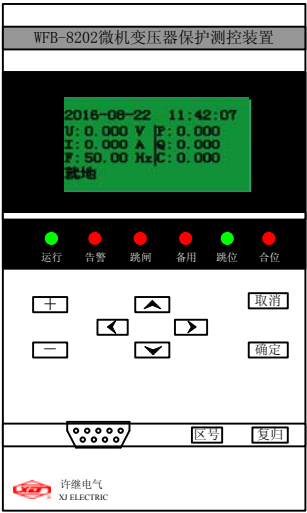 WFB-8202微机变压器保护测控装置
2016-08-22 11:42:07
U:0.000 V P:0.000
I:0.000 A Q:0.000
F:50.00 Hz C:0.000
就地
运行 告警 跳闸 备用 跳位 合位
＋ 取消
－ 确定
区号 复归
XJ 许继电气
XJ ELECTRIC